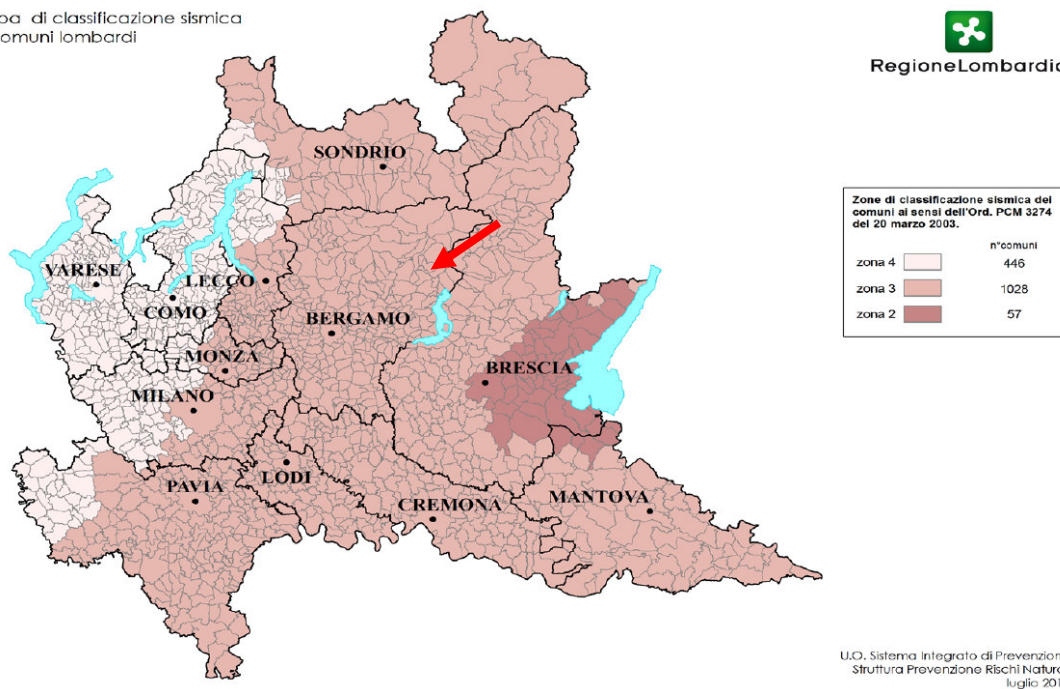 di classificazione sismica
comuni lombardi
RegioneLombardia
SONDRIO
VARESE
LECCO
COMO
BERGAMO
MONZA
BRESCIA
MILANO
PAVIA
LODI
CREMONA
MANTOVA
Zone di classificazione sismica dei
comuni ai sensi dell'Ord. PCM 3274
del 20 marzo 2003.
n°comuni
zona 4 446
zona 3 1028
zona 2 57
U.O. Sistema Integrato di
Struttura Prevenzione Rischi
luglio